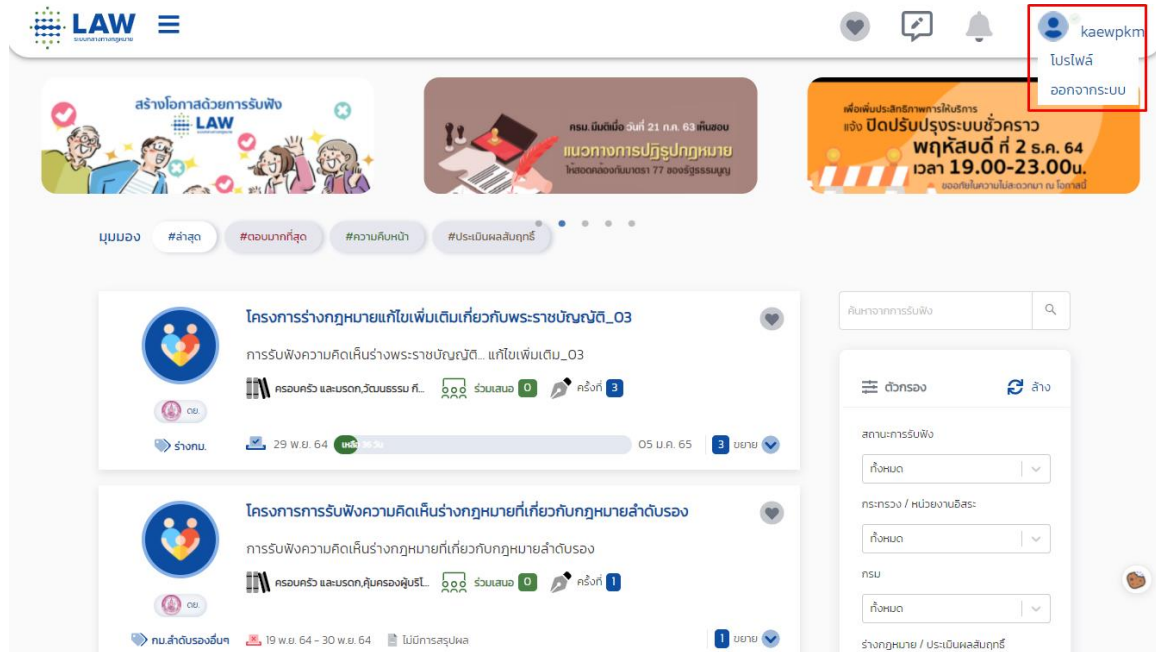 LAW
ระบบกลางทางกฎหมาย
kaewpkm
โปรไฟล์
ออกจากระบบ
สร้างโอกาสด้วยการรับฟัง
LAW
ครม. มีมติเมื่อ วันที่ 21 ก.ค. 63 เห็นชอบ
แนวทางการปฏิรูปกฎหมาย
ให้สอดคล้องกับมาตรา 77 ของรัฐธรรมนูญ
เพื่อเพิ่มประสิทธิภาพการให้บริการ
แจ้ง ปิดปรับปรุงระบบชั่วคราว
พฤหัสบดี ที่ 2 ธ.ค. 64
เวลา 19.00-23.00น.
ขออภัยในความไม่สะดวกมา ณ โอกาสนี้
มุมมอง #ล่าสุด #ตอบมากที่สุด #ความคืบหน้า #ประเมินผลสัมฤทธิ์
โครงการร่างกฎหมายแก้ไขเพิ่มเติมเกี่ยวกับพระราชบัญญัติ_03
การรับฟังความคิดเห็นร่างพระราชบัญญัติ... แก้ไขเพิ่มเติม_03
ครอบครัว และมรดก,วัฒนธรรม กี... ร่วมเสนอ 0 ครั้งที่ 3
ตย.
ร่างกม. 29 พ.ย. 64 05 ม.ค. 65 3 ขยาย
โครงการการรับฟังความคิดเห็นร่างกฎหมายที่เกี่ยวกับกฎหมายลำดับรอง
การรับฟังความคิดเห็นร่างกฎหมายที่เกี่ยวกับกฎหมายลำดับรอง
ครอบครัว และมรดก,คุ้มครองผู้บริโ... ร่วมเสนอ 0 ครั้งที่ 1
ตย.
กม.ลำดับรองอื่นๆ 19 พ.ย. 64 - 30 พ.ย. 64 ไม่มีการสรุปผล 1 ขยาย
ค้นหาจากการรับฟัง
ตัวกรอง ล้าง
สถานะการรับฟัง
ทั้งหมด
กระทรวง / หน่วยงานอิสระ
ทั้งหมด
กรม
ทั้งหมด
ร่างกฎหมาย / ประเมินผลสัมฤทธิ์